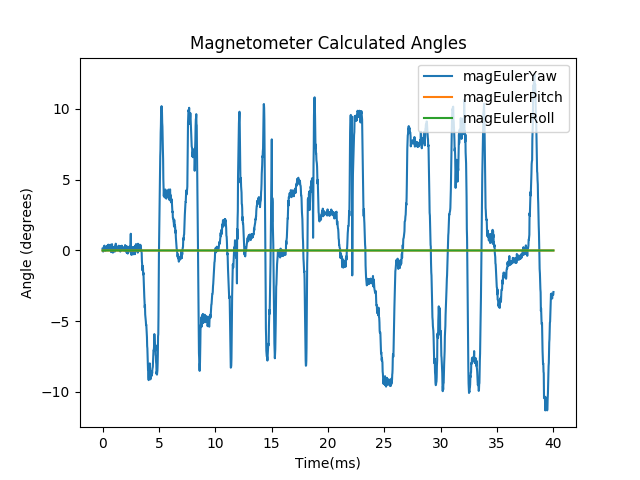 Magnetometer Calculated Angles
magEulerYaw
magEulerPitch
magEulerRoll
Angle (degrees)
10
5
0
−5
−10
0 5 10 15 20 25 30 35 40
Time(ms)